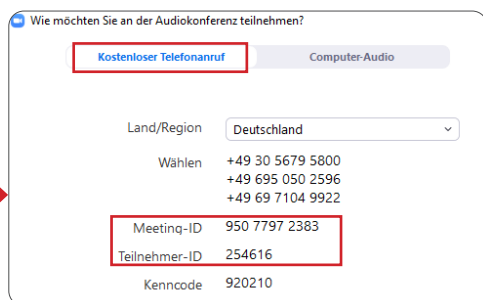 Wie möchten Sie an der Audiokonferenz teilnehmen?
Kostenloser Telefonanruf Computer-Audio
Land/Region Deutschland
Wählen +49 30 5679 5800
+49 695 050 2596
+49 69 7104 9922
Meeting-ID 950 7797 2383
Teilnehmer-ID 254616
Kenncode 920210